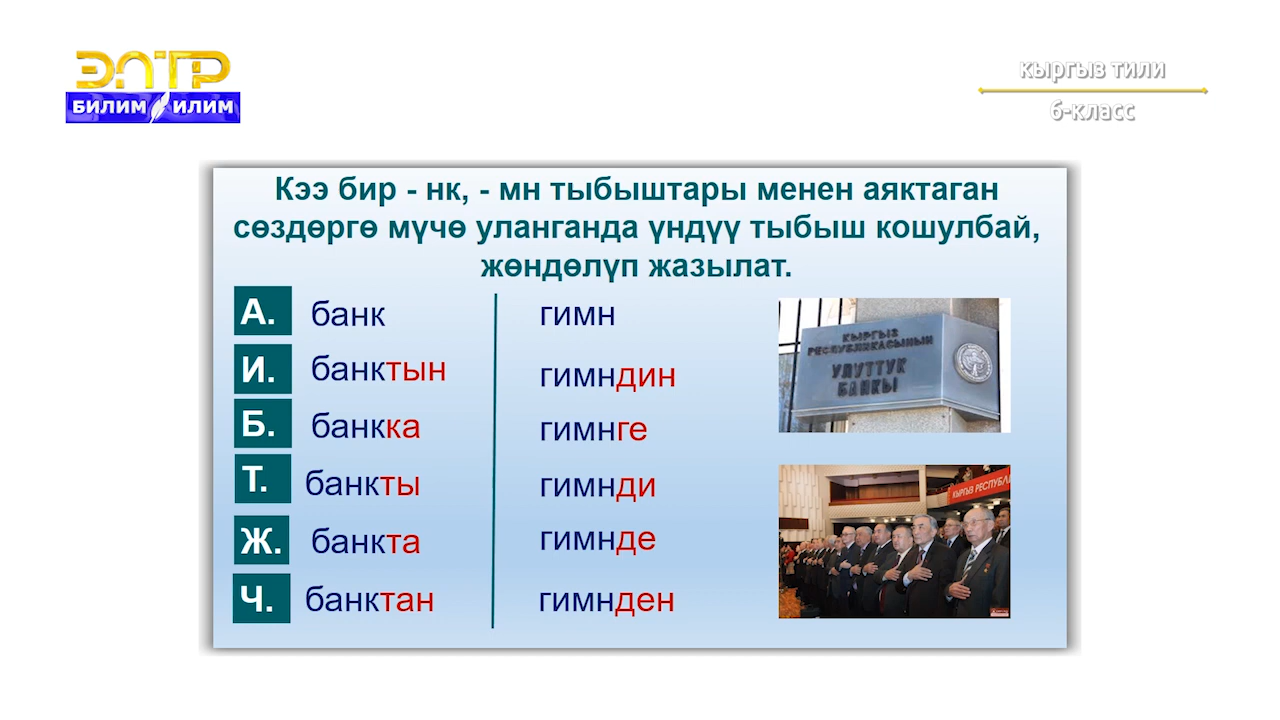 ЭЛТР
БИЛИМ ИЛИМ
кыргыз тили
6-класс
Кээ бир - нк, - мн тыбыштары менен аяктаган
сөздөргө мүчө уланганда үндүү тыбыш кошулбай,
жөндөлүп жазылат.
А. банк гимн
И. банктын гимндин
Б. банкка гимнге
Т. банкты гимнди
Ж. банкта гимнде
Ч. банктан гимнден
КЫРГЫЗ
РЕСПУБЛИКАСЫНЫН
УЛУТТУК
БАНКЫ
КЫРГЫЗ РЕСПУБЛ